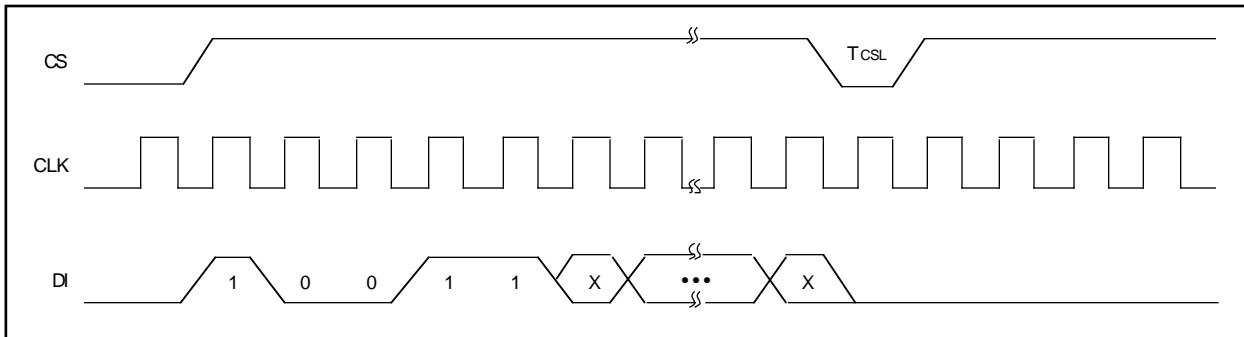 CS
TCSL
CLK
DI 1 0 0 1 1 X ••• X